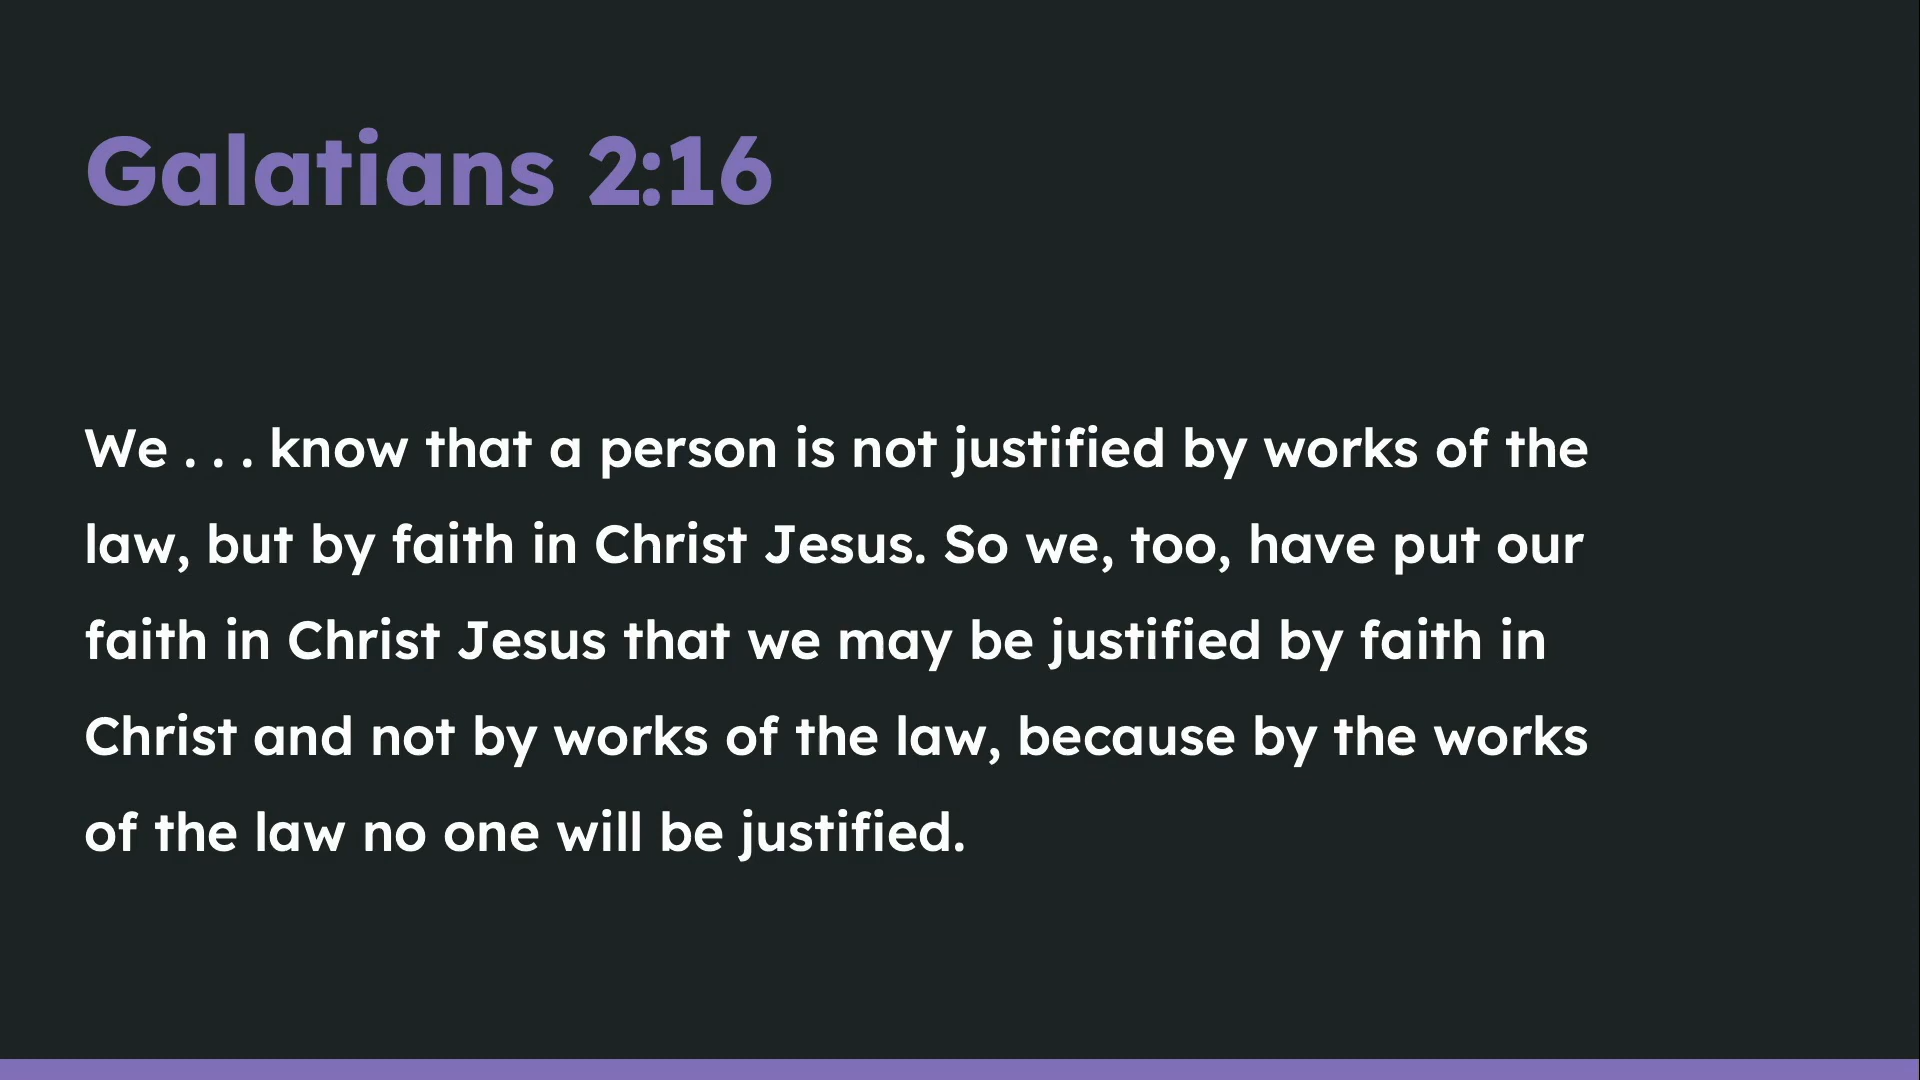 Galatians 2:16
We . . . know that a person is not justified by works of the
law, but by faith in Christ Jesus. So we, too, have put our
faith in Christ Jesus that we may be justified by faith in
Christ and not by works of the law, because by the works
of the law no one will be justified.